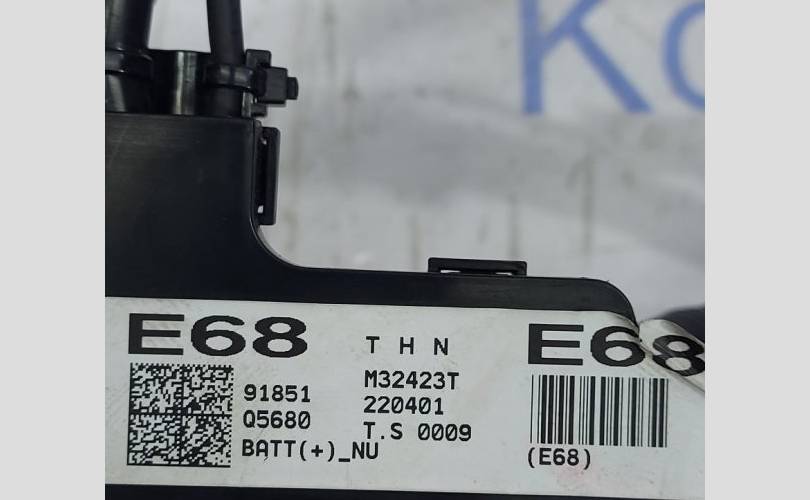 E68 T H N E68
91851 M32423T
Q5680 220401
BATT(+)_NU T.S 0009
(E68)